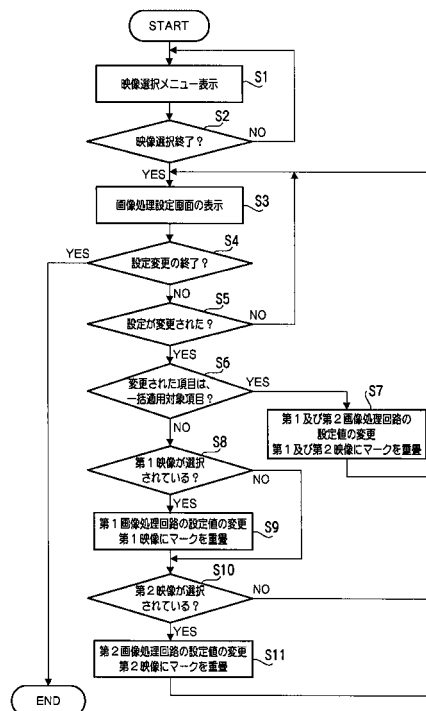 START
S1
映像選択メニュー表示
S2
映像選択終了？
NO
YES
画像処理設定画面の表示
S3
S4
YES
設定変更の終了？
NO
S5
設定が変更された？
NO
YES
S6
変更された項目は、
一括適用対象項目？
YES
NO
S7
第１及び第２画像処理回路の
設定値の変更
第１及び第２映像にマークを重畳
S8
第１映像が選択
されている？
NO
YES
第１画像処理回路の設定値の変更
第１映像にマークを重畳
S9
S10
第２映像が選択
されている？
NO
YES
第２画像処理回路の設定値の変更
第２映像にマークを重畳
S11
END